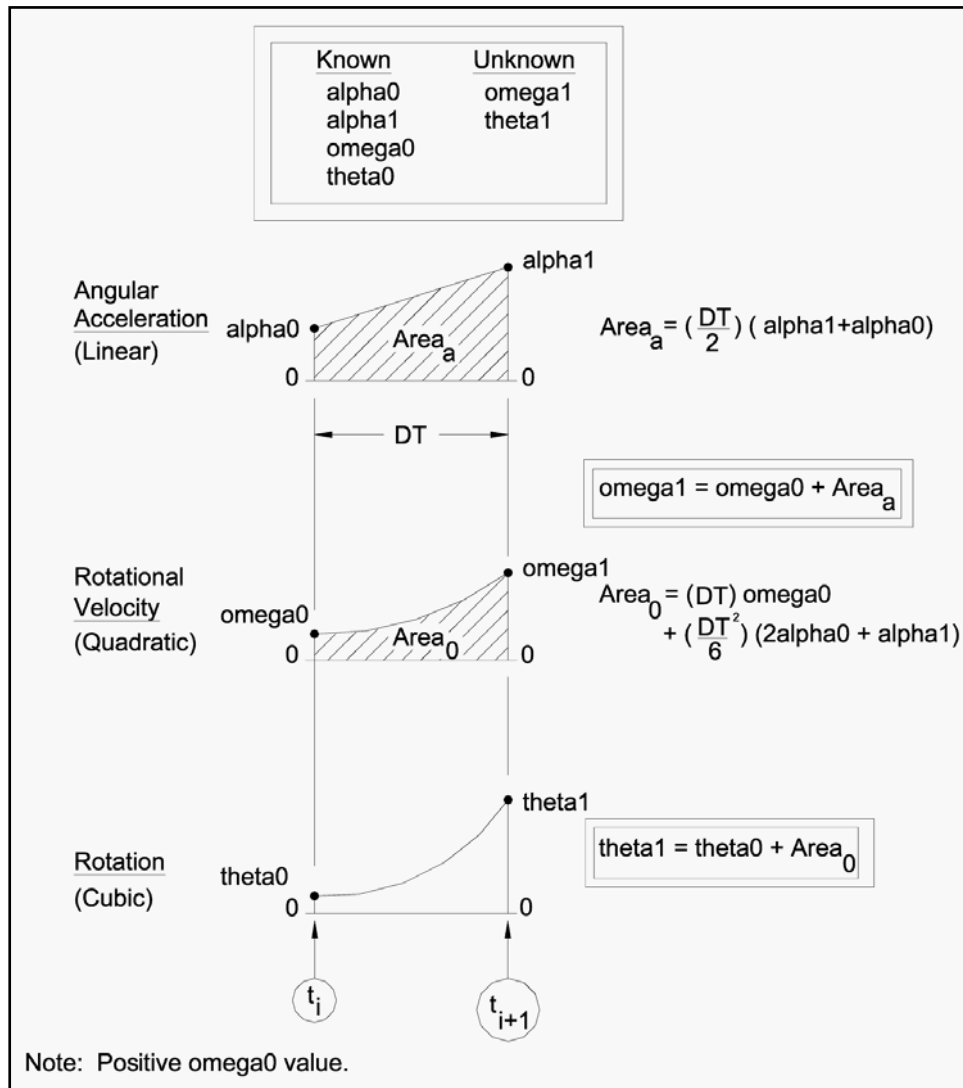 Known Unknown
alpha0 omega1
alpha1 theta1
omega0
theta0
alpha1
Angular
Acceleration
(Linear)
alpha0
Area_a
Area_a = (DT/2) ( alpha1+alpha0)
0 0
DT
omega1 = omega0 + Area_a
omega1
Rotational
Velocity
(Quadratic)
omega0
Area_0
Area_0 = (DT) omega0
+ (DT²/6) (2alpha0 + alpha1)
0 0
theta1
theta1 = theta0 + Area_0
Rotation
(Cubic)
theta0
0 0
t_i t_i+1
Note: Positive omega0 value.